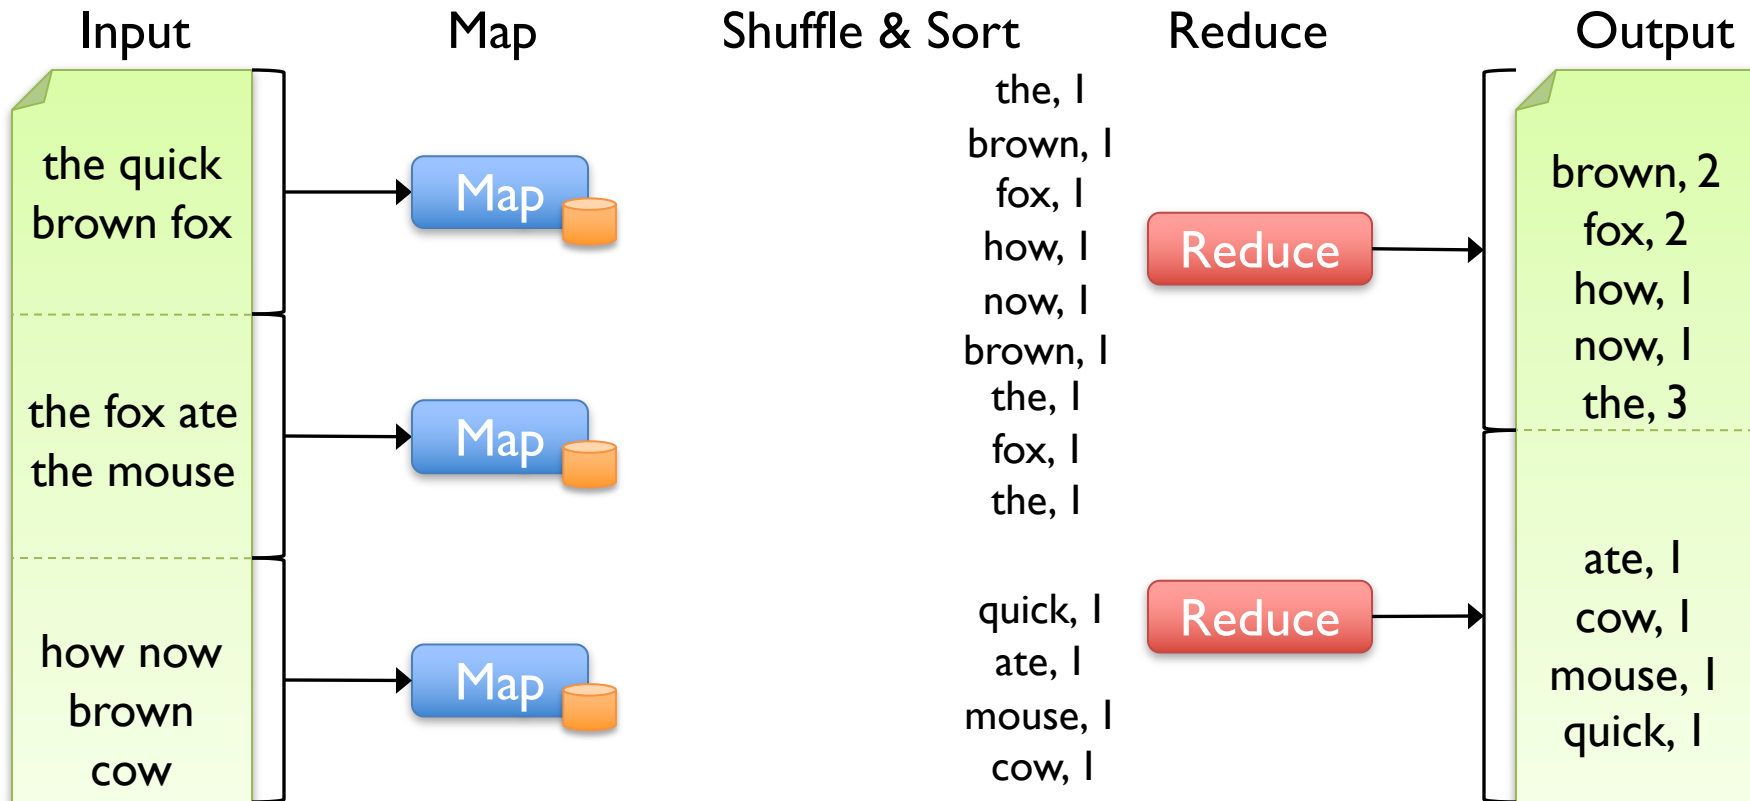 Input
Map
Shuffle & Sort
Reduce
Output
the quick
brown fox
the fox ate
the mouse
how now
brown
cow
Map
Map
Map
the, 1
brown, 1
fox, 1
how, 1
now, 1
brown, 1
the, 1
fox, 1
the, 1
quick, 1
ate, 1
mouse, 1
cow, 1
Reduce
Reduce
brown, 2
fox, 2
how, 1
now, 1
the, 3
ate, 1
cow, 1
mouse, 1
quick, 1